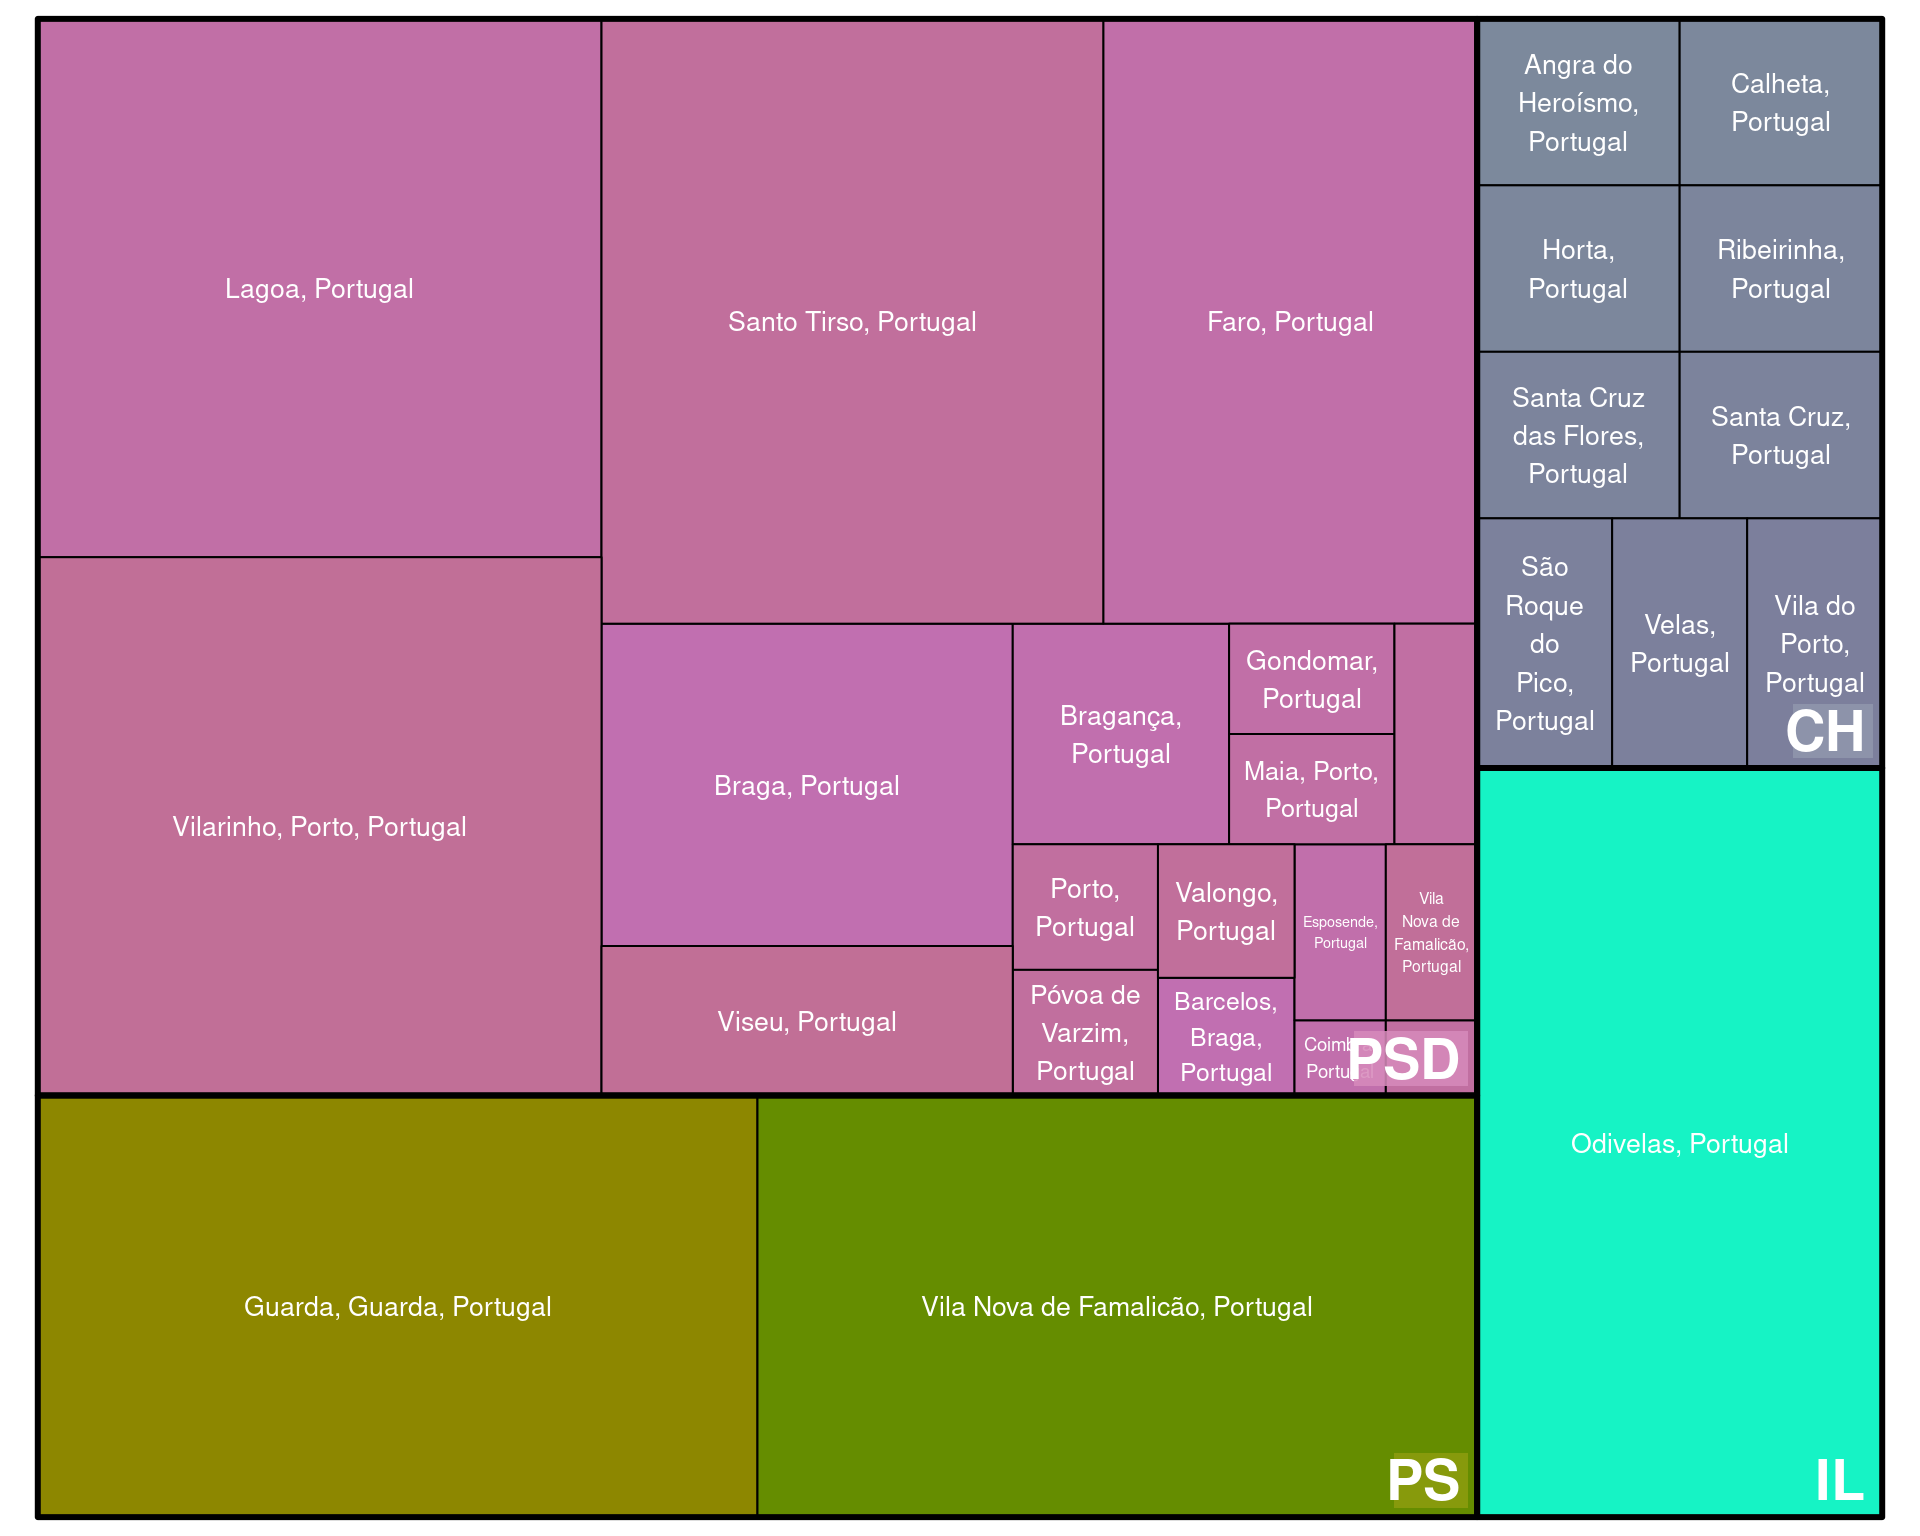 Lagoa, Portugal
Santo Tirso, Portugal
Faro, Portugal
Vilarinho, Porto, Portugal
Braga, Portugal
Viseu, Portugal
Bragança,
Portugal
Gondomar,
Portugal
Maia, Porto,
Portugal
Porto,
Portugal
Póvoa de
Varzim,
Portugal
Valongo,
Portugal
Barcelos,
Braga,
Portugal
Esposende,
Portugal
Vila
Nova de
Famalicão,
Portugal
Portugal
PSD
Guarda, Guarda, Portugal
Vila Nova de Famalicão, Portugal
PS
Angra do
Heroísmo,
Portugal
Calheta,
Portugal
Horta,
Portugal
Ribeirinha,
Portugal
Santa Cruz
das Flores,
Portugal
Santa Cruz,
Portugal
São
Roque
do
Pico,
Portugal
Velas,
Portugal
Vila do
Porto,
Portugal
CH
Odivelas, Portugal
IL